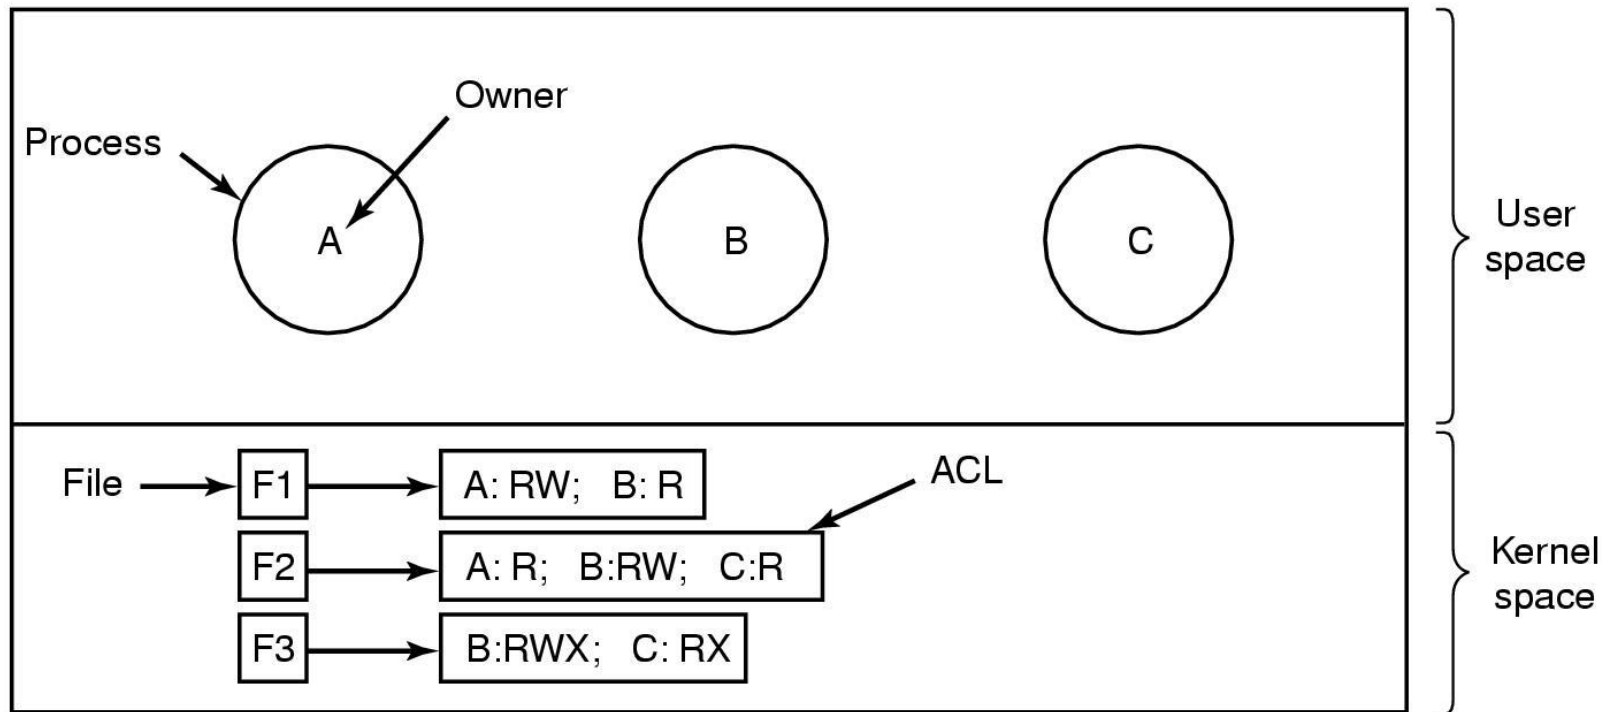 Owner
Process
A
B
C
User
space
File
F1
A: RW; B: R
ACL
F2
A: R; B:RW; C:R
F3
B:RWX; C: RX
Kernel
space